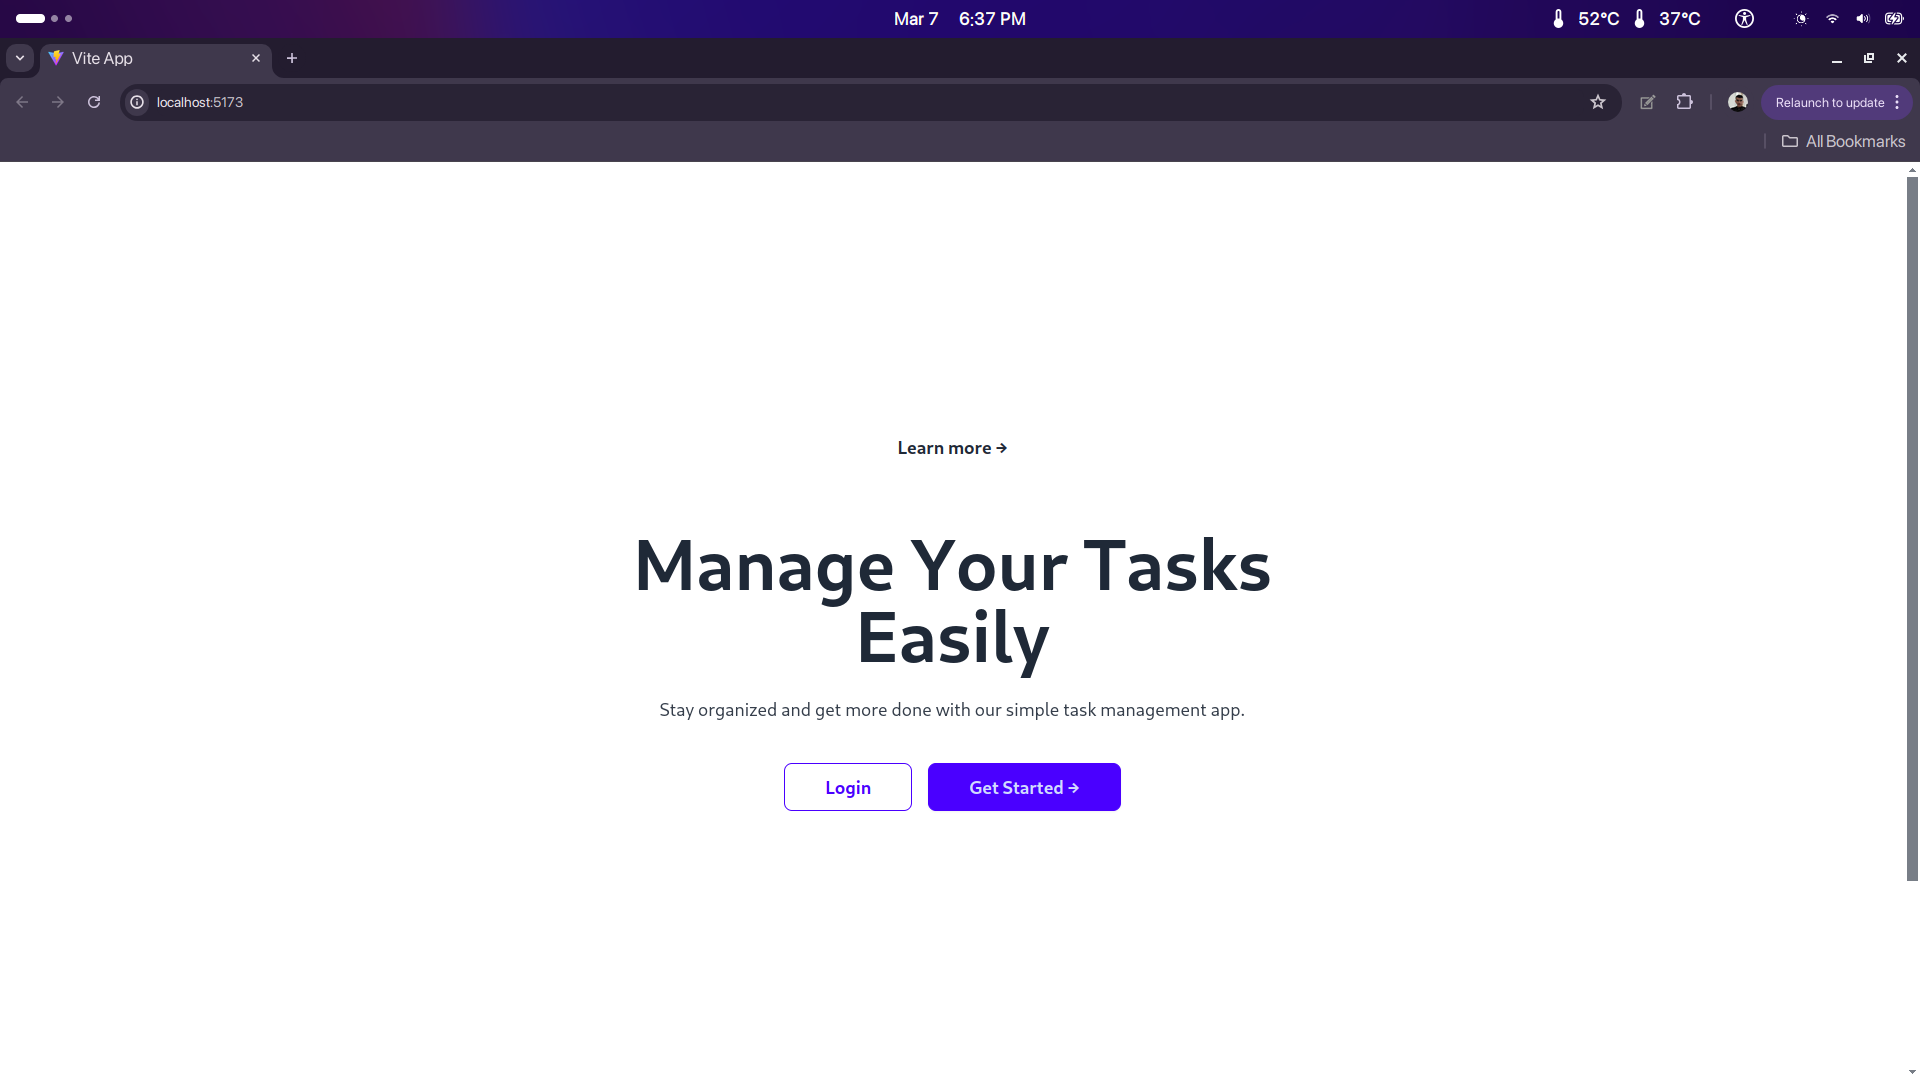 Mar 7 6:37 PM
52°C 37°C
Vite App
localhost:5173
Relaunch to update
All Bookmarks
Learn more →
Manage Your Tasks
Easily
Stay organized and get more done with our simple task management app.
Login
Get Started →